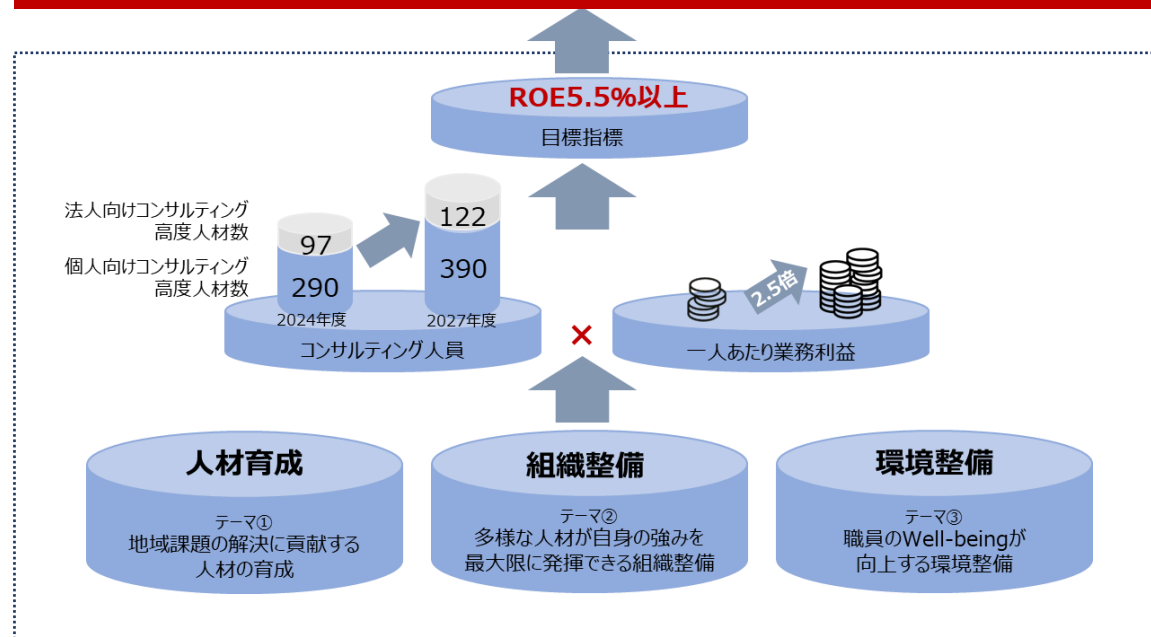 ROE5.5%以上
目標指標
法人向けコンサルティング
高度人材数
個人向けコンサルティング
高度人材数
97
290
2024年度
122
390
2027年度
コンサルティング人員
×
2.5倍
一人あたり業務利益
人材育成
テーマ①
地域課題の解決に貢献する
人材の育成
組織整備
テーマ②
多様な人材が自身の強みを
最大限に発揮できる組織整備
環境整備
テーマ③
職員のWell-beingが
向上する環境整備